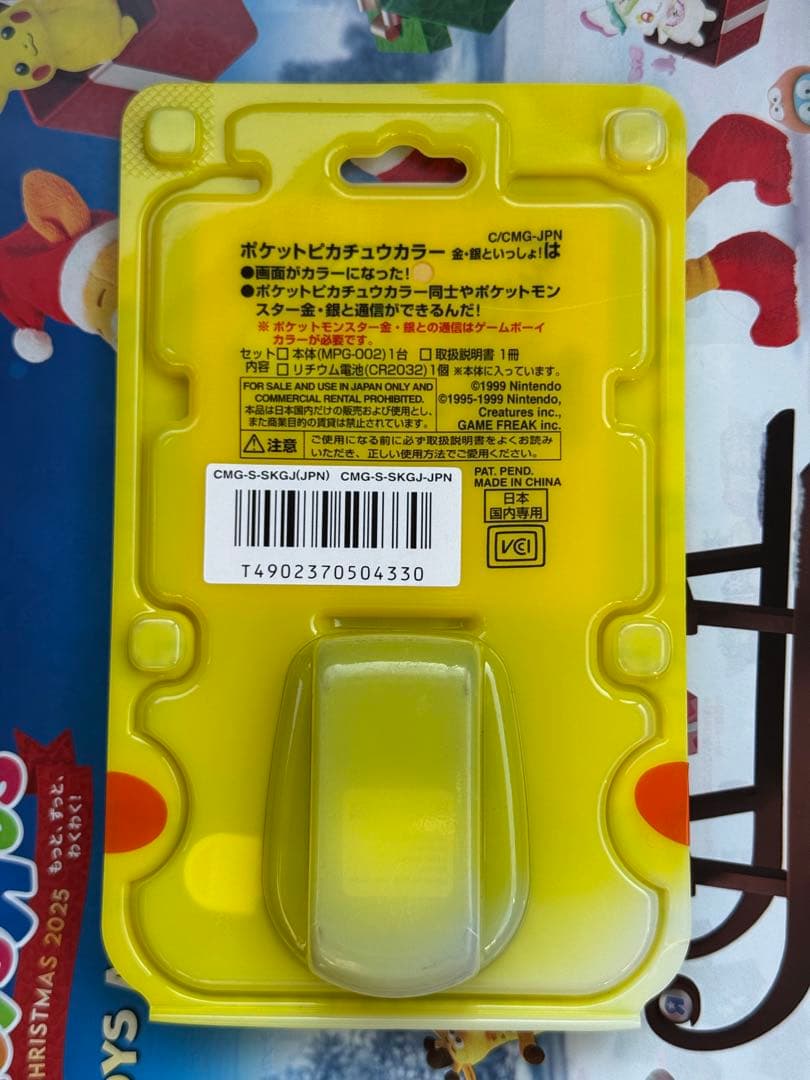 C/CMG-JPN
ポケットピカチュウカラー 金・銀といっしょ!は
●画面がカラーになった!
●ポケットピカチュウカラー同士やポケットモン
スター金・銀と通信ができるんだ!
※ポケットモンスター金・銀との通信はゲームボーイ
カラーが必要です。
セット内容 □ 本体(MPG-002)1台 □ 取扱説明書 1冊
□ リチウム電池(CR2032)1個 ※本体に入っています。
FOR SALE AND USE IN JAPAN ONLY AND
COMMERCIAL RENTAL PROHIBITED.
本品は日本国内だけの販売および使用とし、
また商業目的の賃貸は禁止されています。
©1999 Nintendo
©1995-1999 Nintendo,
Creatures inc.,
GAME FREAK inc.
⚠注意
ご使用になる前に必ず取扱説明書をよくお読み
いただき、正しい使用方法でご愛用ください。
CMG-S-SKGJ(JPN) CMG-S-SKGJ-JPN
T4902370504330
PAT. PEND.
MADE IN CHINA
日本
国内専用
VCI
もっと、ずっと、
わくわく!
CHRISTMAS 2025